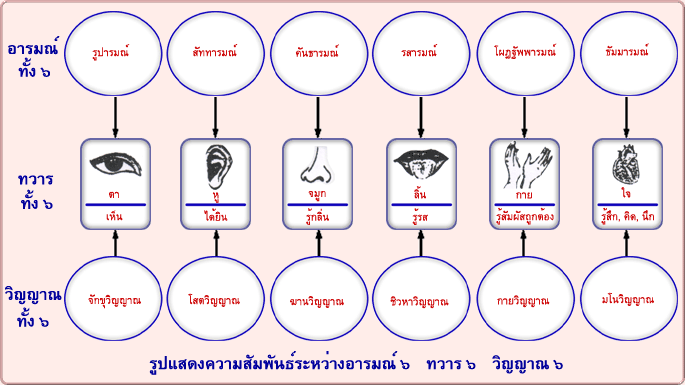 อารมณ์
ทั้ง ๖
รูปารมณ์
สัททารมณ์
คันธารมณ์
รสารมณ์
โผฏฐัพพารมณ์
ธัมมารมณ์
ทวาร
ทั้ง ๖
ตา
เห็น
หู
ได้ยิน
จมูก
รู้กลิ่น
ลิ้น
รู้รส
กาย
รู้สัมผัสถูกต้อง
ใจ
รู้สึก, คิด, นึก
วิญญาณ
ทั้ง ๖
จักขุวิญญาณ
โสตวิญญาณ
ฆานวิญญาณ
ชิวหาวิญญาณ
กายวิญญาณ
มโนวิญญาณ
รูปแสดงความสัมพันธ์ระหว่างอารมณ์ ๖ ทวาร ๖ วิญญาณ ๖